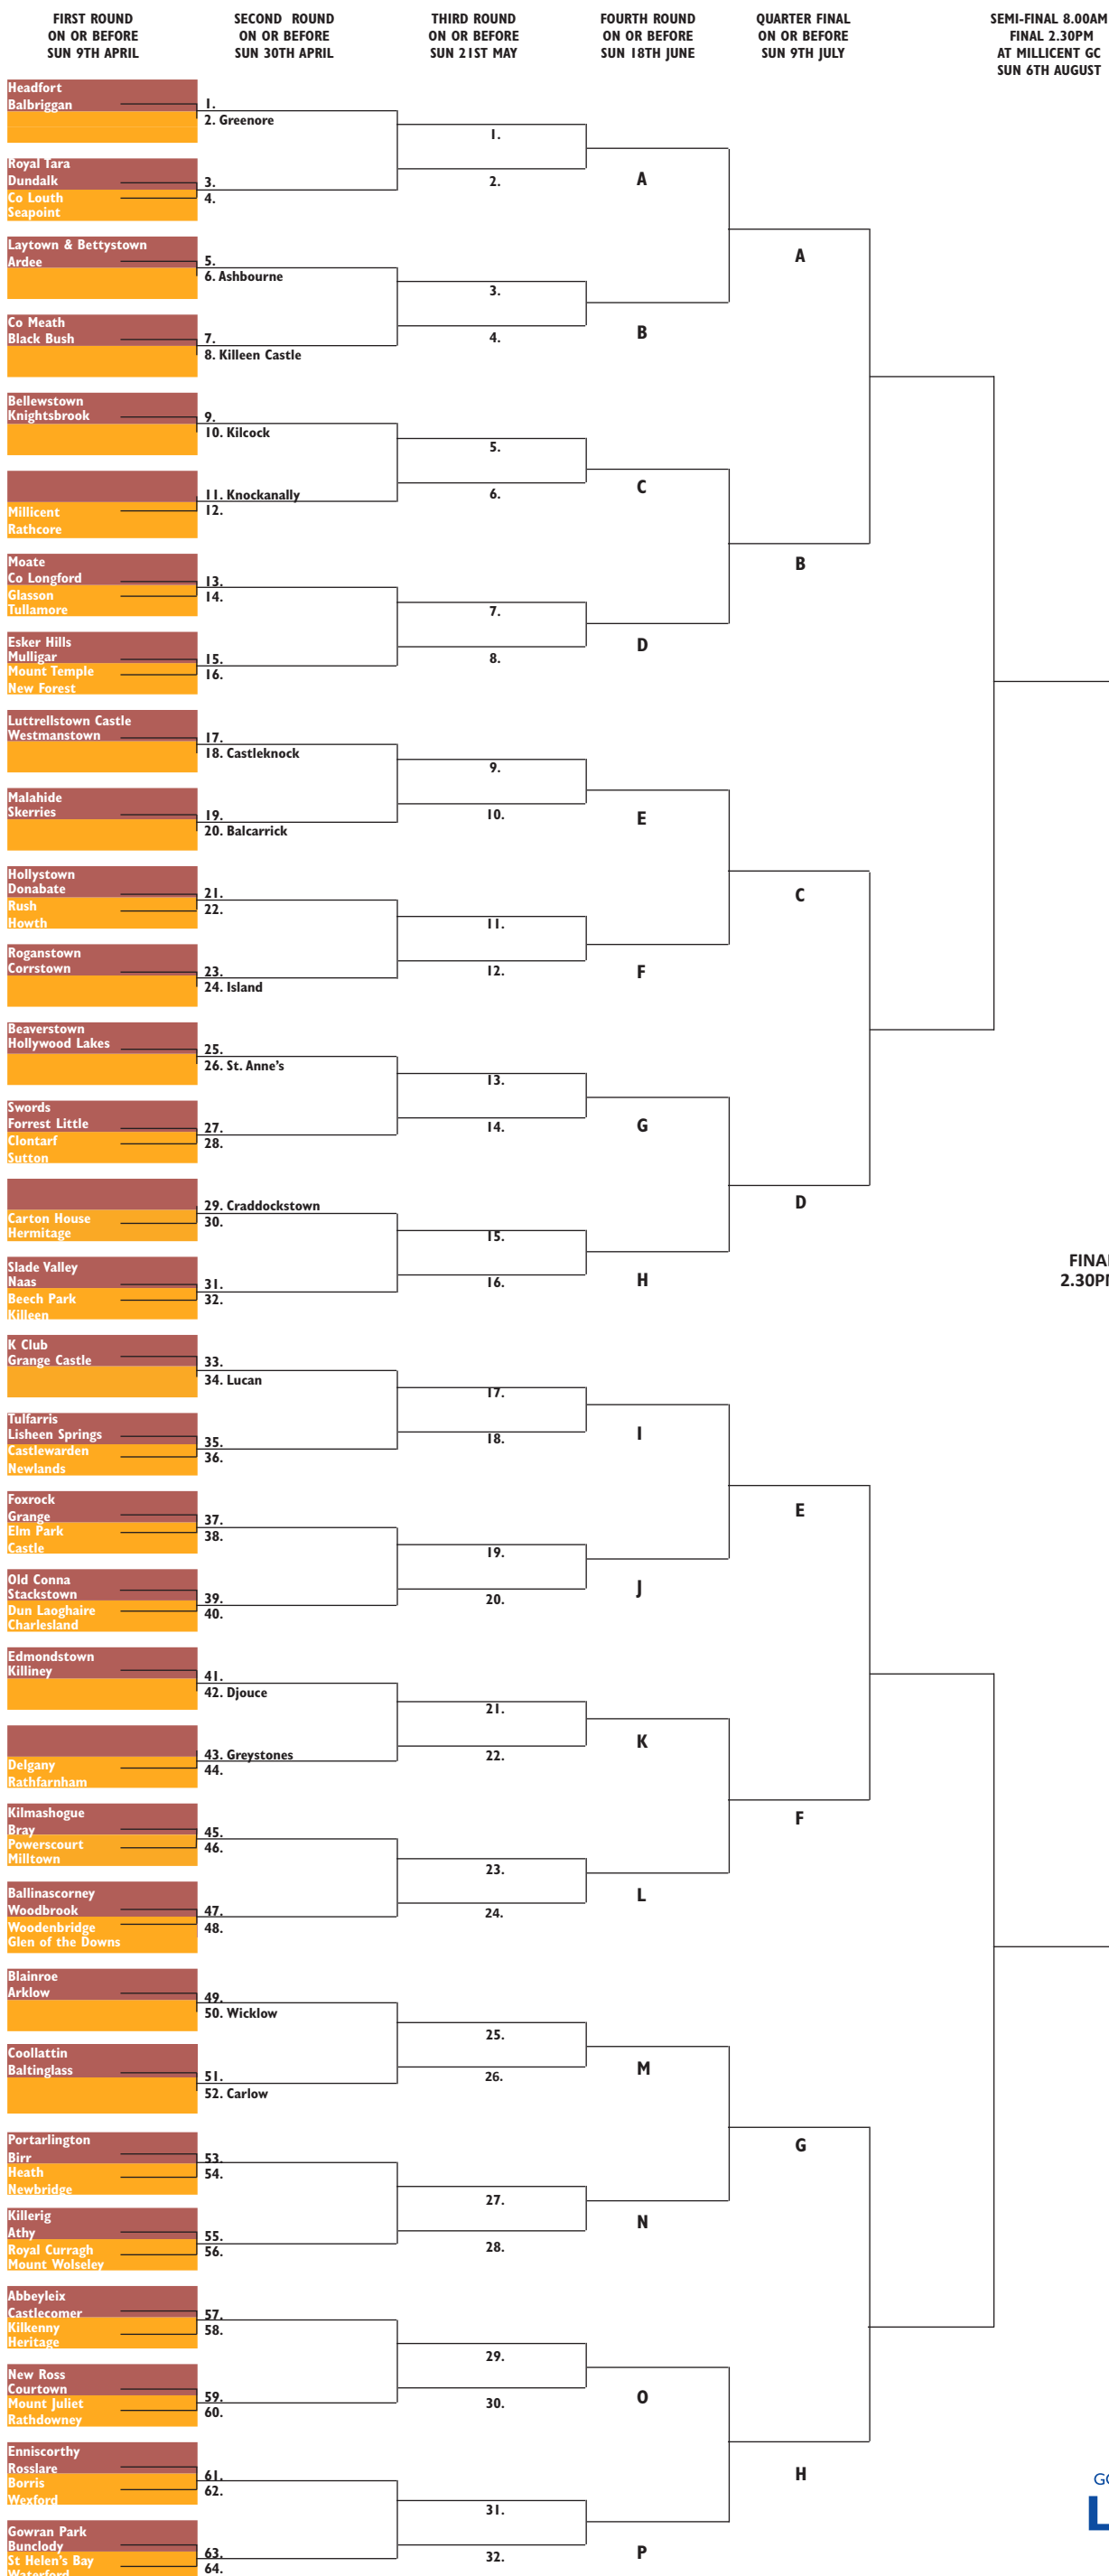 FIRST ROUND
ON OR BEFORE
SUN 9TH APRIL
SECOND ROUND
ON OR BEFORE
SUN 30TH APRIL
THIRD ROUND
ON OR BEFORE
SUN 21ST MAY
FOURTH ROUND
ON OR BEFORE
SUN 18TH JUNE
QUARTER FINAL
ON OR BEFORE
SUN 9TH JULY
SEMI-FINAL 8.00AM
FINAL 2.30PM
AT MILLICENT GC
SUN 6TH AUGUST
Headfort
Balbriggan
Royal Tara
Dundalk
Co Louth
Seapoint
Laytown & Bettystown
Ardee
Co Meath
Black Bush
Bellewstown
Knightsbrook
Millicent
Rathcore
Moate
Co Longford
Glasson
Tullamore
Esker Hills
Mulligar
Mount Temple
New Forest
Luttrellstown Castle
Westmanstown
Malahide
Skerries
Hollystown
Donabate
Rush
Howth
Roganstown
Corrstown
Beaverstown
Hollywood Lakes
Swords
Forrest Little
Clontarf
Sutton
Carton House
Hermitage
Slade Valley
Naas
Beech Park
Killeen
K Club
Grange Castle
Tulfarris
Lisheen Springs
Castlewarden
Newlands
Foxrock
Grange
Elm Park
Castle
Old Conna
Stackstown
Dun Laoghaire
Charlesland
Edmondstown
Killiney
Delgany
Rathfarnham
Kilmashogue
Bray
Powerscourt
Milltown
Ballinascorney
Woodbrook
Woodenbridge
Glen of the Downs
Blainroe
Arklow
Coollattin
Baltinglass
Portarlington
Birr
Heath
Newbridge
Killerig
Athy
Royal Curragh
Mount Wolseley
Abbeyleix
Castlecomer
Kilkenny
Heritage
New Ross
Courtown
Mount Juliet
Rathdowney
Enniscorthy
Rosslare
Borris
Wexford
Gowran Park
Bunclody
St Helen's Bay
Waterford
1.
2. Greenore
3.
4.
5.
6. Ashbourne
7.
8. Killeen Castle
9.
10. Kilcock
11. Knockanally
12.
13.
14.
15.
16.
17.
18. Castleknock
19.
20. Balcarrick
21.
22.
23.
24. Island
25.
26. St. Anne's
27.
28.
29. Craddockstown
30.
31.
32.
33.
34. Lucan
35.
36.
37.
38.
39.
40.
41.
42. Djouce
43. Greystones
44.
45.
46.
47.
48.
49.
50. Wicklow
51.
52. Carlow
53.
54.
55.
56.
57.
58.
59.
60.
61.
62.
63.
64.
1.
2.
3.
4.
5.
6.
7.
8.
9.
10.
11.
12.
13.
14.
15.
16.
17.
18.
19.
20.
21.
22.
23.
24.
25.
26.
27.
28.
29.
30.
31.
32.
A
B
C
D
E
F
G
H
I
J
K
L
M
N
O
P
A
B
C
D
E
F
G
H
FINAL
2.30PM